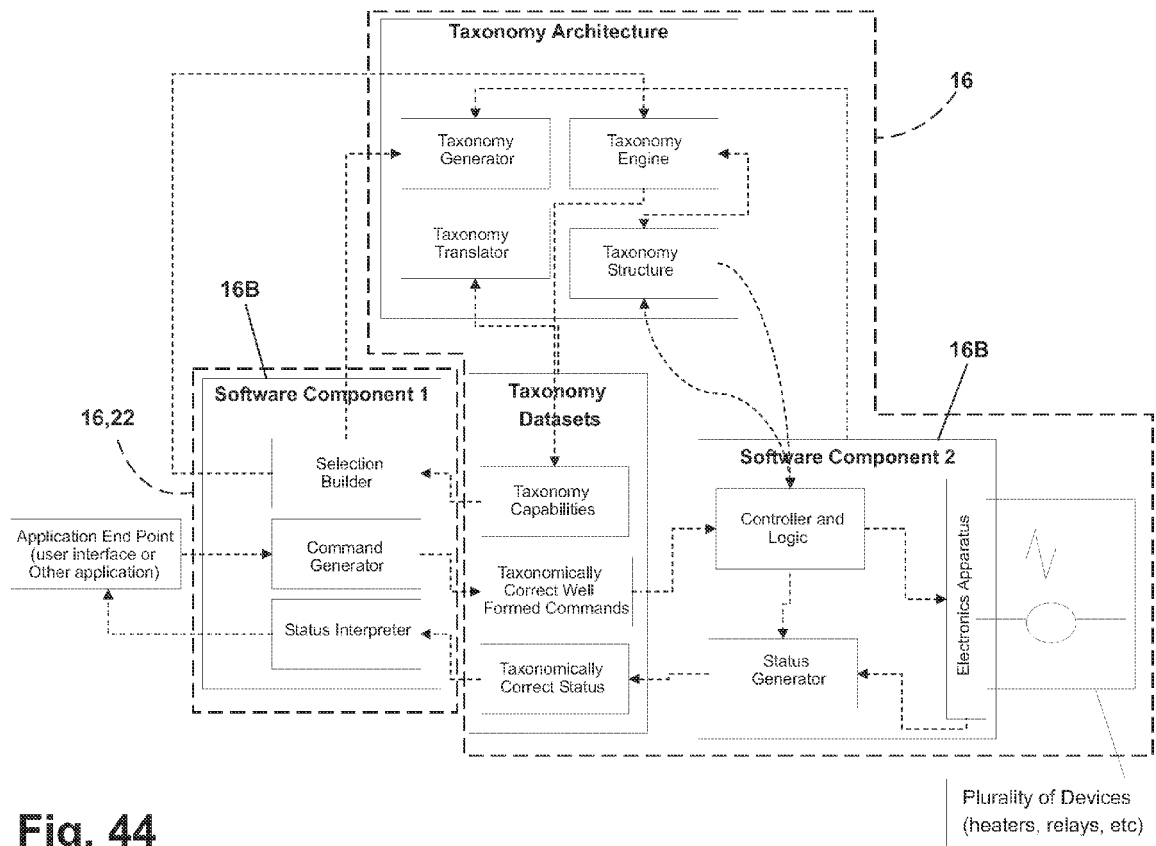 Taxonomy Architecture
16
Taxonomy
Generator
Taxonomy
Engine
Taxonomy
Translator
Taxonomy
Structure
16B
16B
16,22
Software Component 1
Taxonomy
Datasets
Software Component 2
Selection
Builder
Taxonomy
Capabilities
Controller and
Logic
Application End Point
(user interface or
Other application)
Command
Generator
Taxonomically
Correct Well
Formed Commands
Electronics Apparatus
Status Interpreter
Taxonomically
Correct Status
Status
Generator
Plurality of Devices
(heaters, relays, etc)
Fig. 44